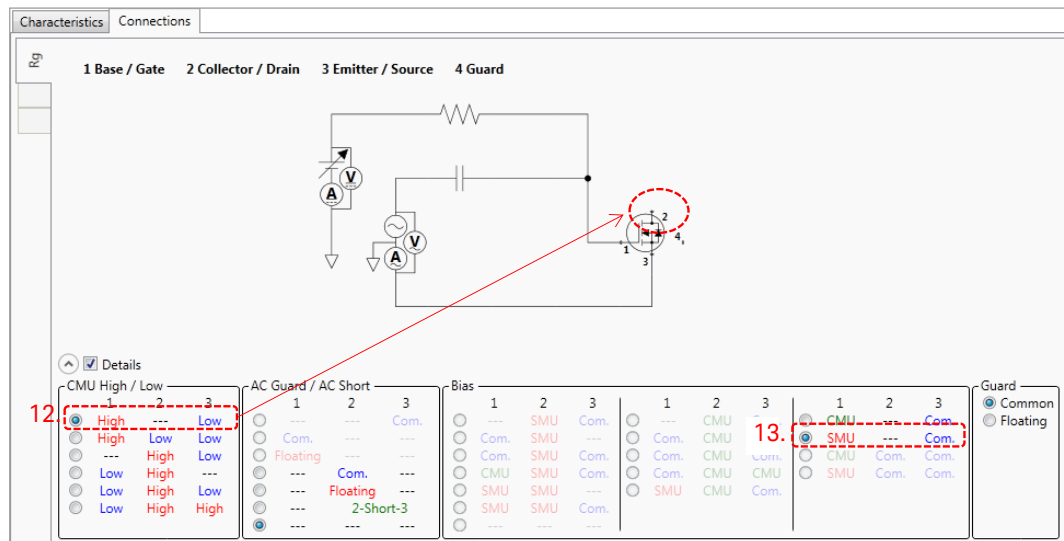 Characteristics Connections
Rg
1 Base / Gate 2 Collector / Drain 3 Emitter / Source 4 Guard
V
A
2
V
4
1
A
3
Details
CMU High / Low AC Guard / AC Short Bias Guard
1 2 3 1 2 3 1 2 3 1 2 3 1 2 3 Common
12. High --- Low --- --- Com. --- SMU Com. --- CMU Com. CMU --- Com. Floating
High Low Low Com. --- --- Com. SMU --- Com. CMU 13. SMU --- Com.
--- High Low Floating --- --- Com. SMU Com. Com. CMU Com. CMU Com. Com.
Low High --- --- Com. --- CMU SMU Com. Com. CMU CMU SMU Com. Com.
Low High Low --- Floating --- SMU SMU --- SMU CMU Com.
Low High High --- 2-Short-3 SMU SMU Com.
--- --- --- --- --- ---